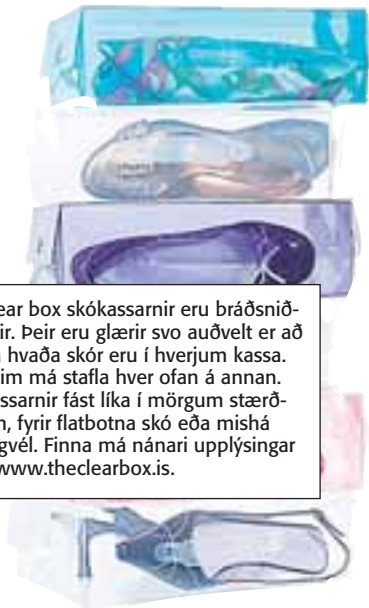 ear box skókassarnir eru bráðsnið-
ir. Þeir eru glærir svo auðvelt er að
hvaða skór eru í hverjum kassa.
im má stafla hver ofan á annan.
ssarnir fást líka í mörgum stærð-
fyrir flatbotna skó eða mishá
gvél. Finna má nánari upplýsingar
www.theclearbox.is.